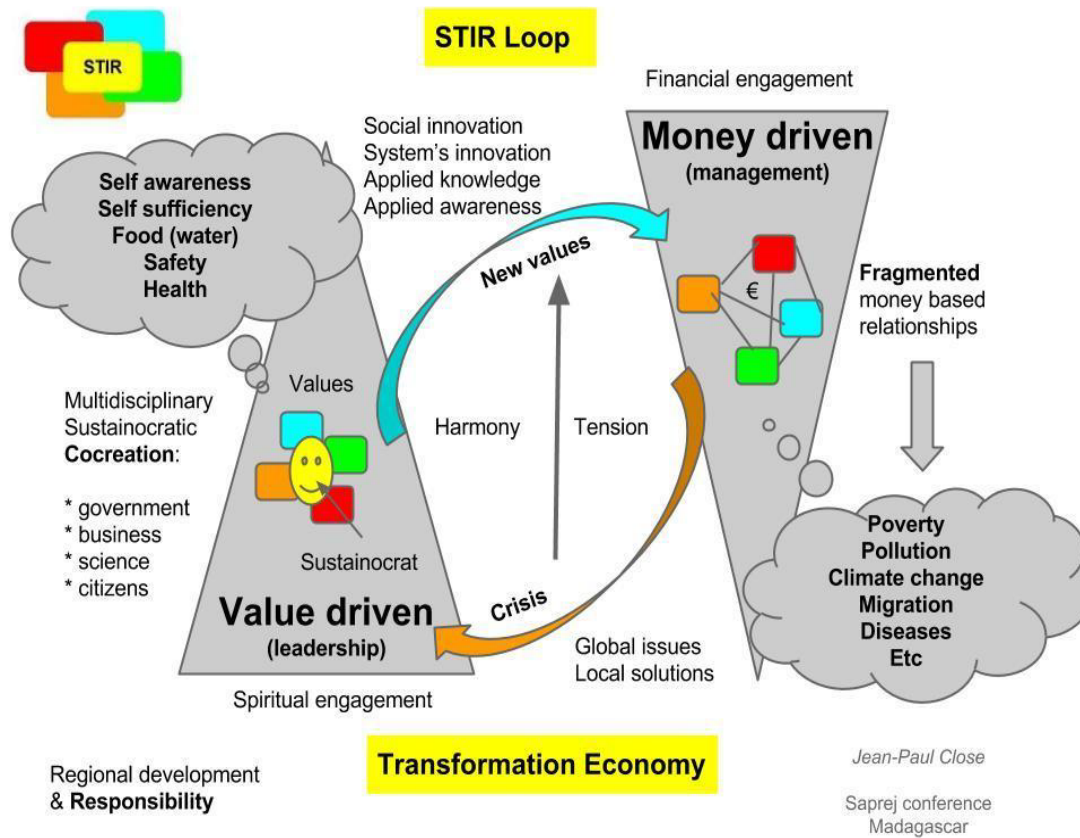 STIR
STIR Loop
Financial engagement
Money driven
(management)
Social innovation
System's innovation
Applied knowledge
Applied awareness
Self awareness
Self sufficiency
Food (water)
Safety
Health
New values
€
Fragmented
money based
relationships
Values
Multidisciplinary
Sustainocratic
Cocreation:
* government
* business
* science
* citizens
Harmony
Tension
Sustainocrat
Value driven
(leadership)
Crisis
Global issues
Local solutions
Poverty
Pollution
Climate change
Migration
Diseases
Etc
Spiritual engagement
Transformation Economy
Regional development
& Responsibility
Jean-Paul Close
Saprej conference
Madagascar